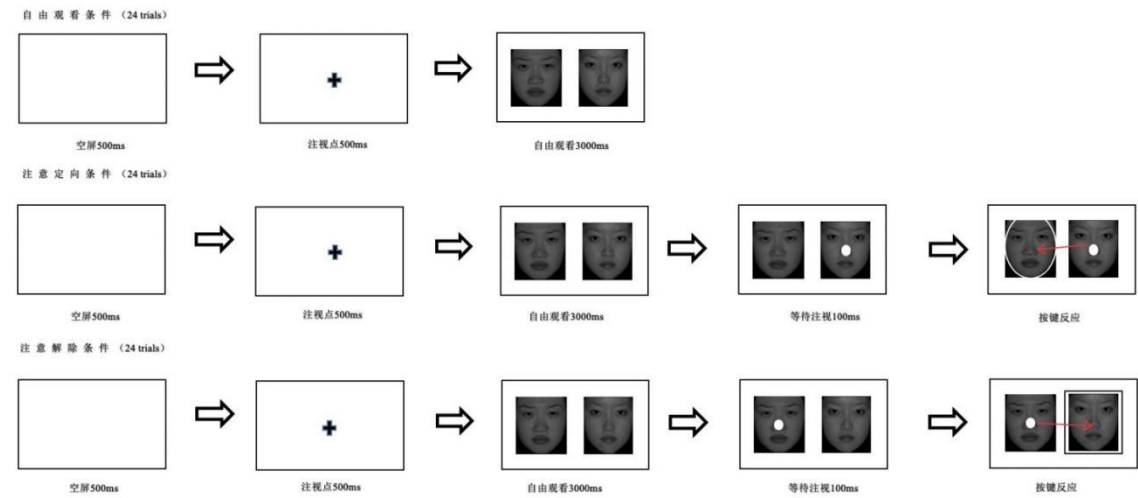 自由观看条件（24 trials）
空屏500ms
注视点500ms
自由观看3000ms
注意定向条件（24 trials）
空屏500ms
注视点500ms
自由观看3000ms
等待注视100ms
按键反应
注意解除条件（24 trials）
空屏500ms
注视点500ms
自由观看3000ms
等待注视100ms
按键反应